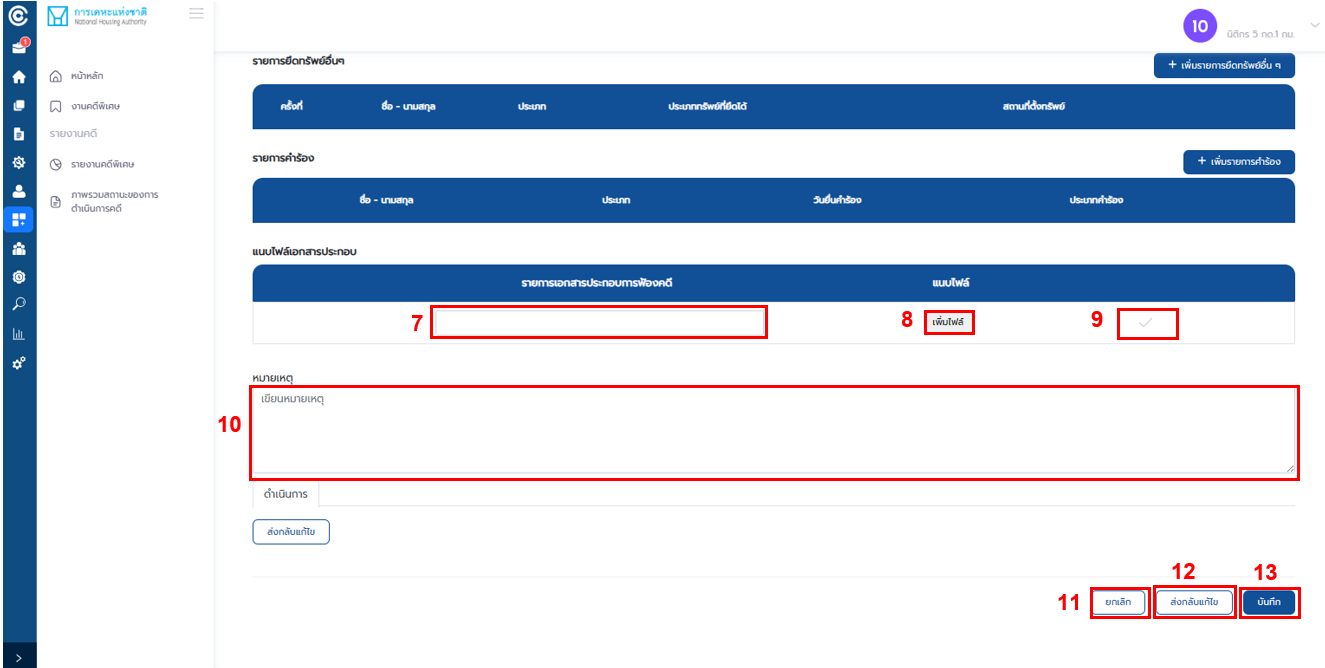 การเคหะแห่งชาติ
National Housing Authority
1
10
นิติกร 5 กด.1 กม.
หน้าหลัก
งานคดีพิเศษ
รายงานคดี
รายงานคดีพิเศษ
ภาพรวมสถานะของการ
ดำเนินการคดี
รายการยึดทรัพย์อื่นๆ
+ เพิ่มรายการยึดทรัพย์อื่น ๆ
ครั้งที่ ชื่อ - นามสกุล ประเภท ประเภททรัพย์ที่ยึดได้ สถานที่ตั้งทรัพย์
รายการคำร้อง
+ เพิ่มรายการคำร้อง
ชื่อ - นามสกุล ประเภท วันยื่นคำร้อง ประเภทคำร้อง
แนบไฟล์เอกสารประกอบ
รายการเอกสารประกอบการฟ้องคดี แนบไฟล์
7 8 เพิ่มไฟล์ 9
หมายเหตุ
เขียนหมายเหตุ
10
ดำเนินการ
ส่งกลับแก้ไข
12 13
11 ยกเลิก ส่งกลับแก้ไข บันทึก